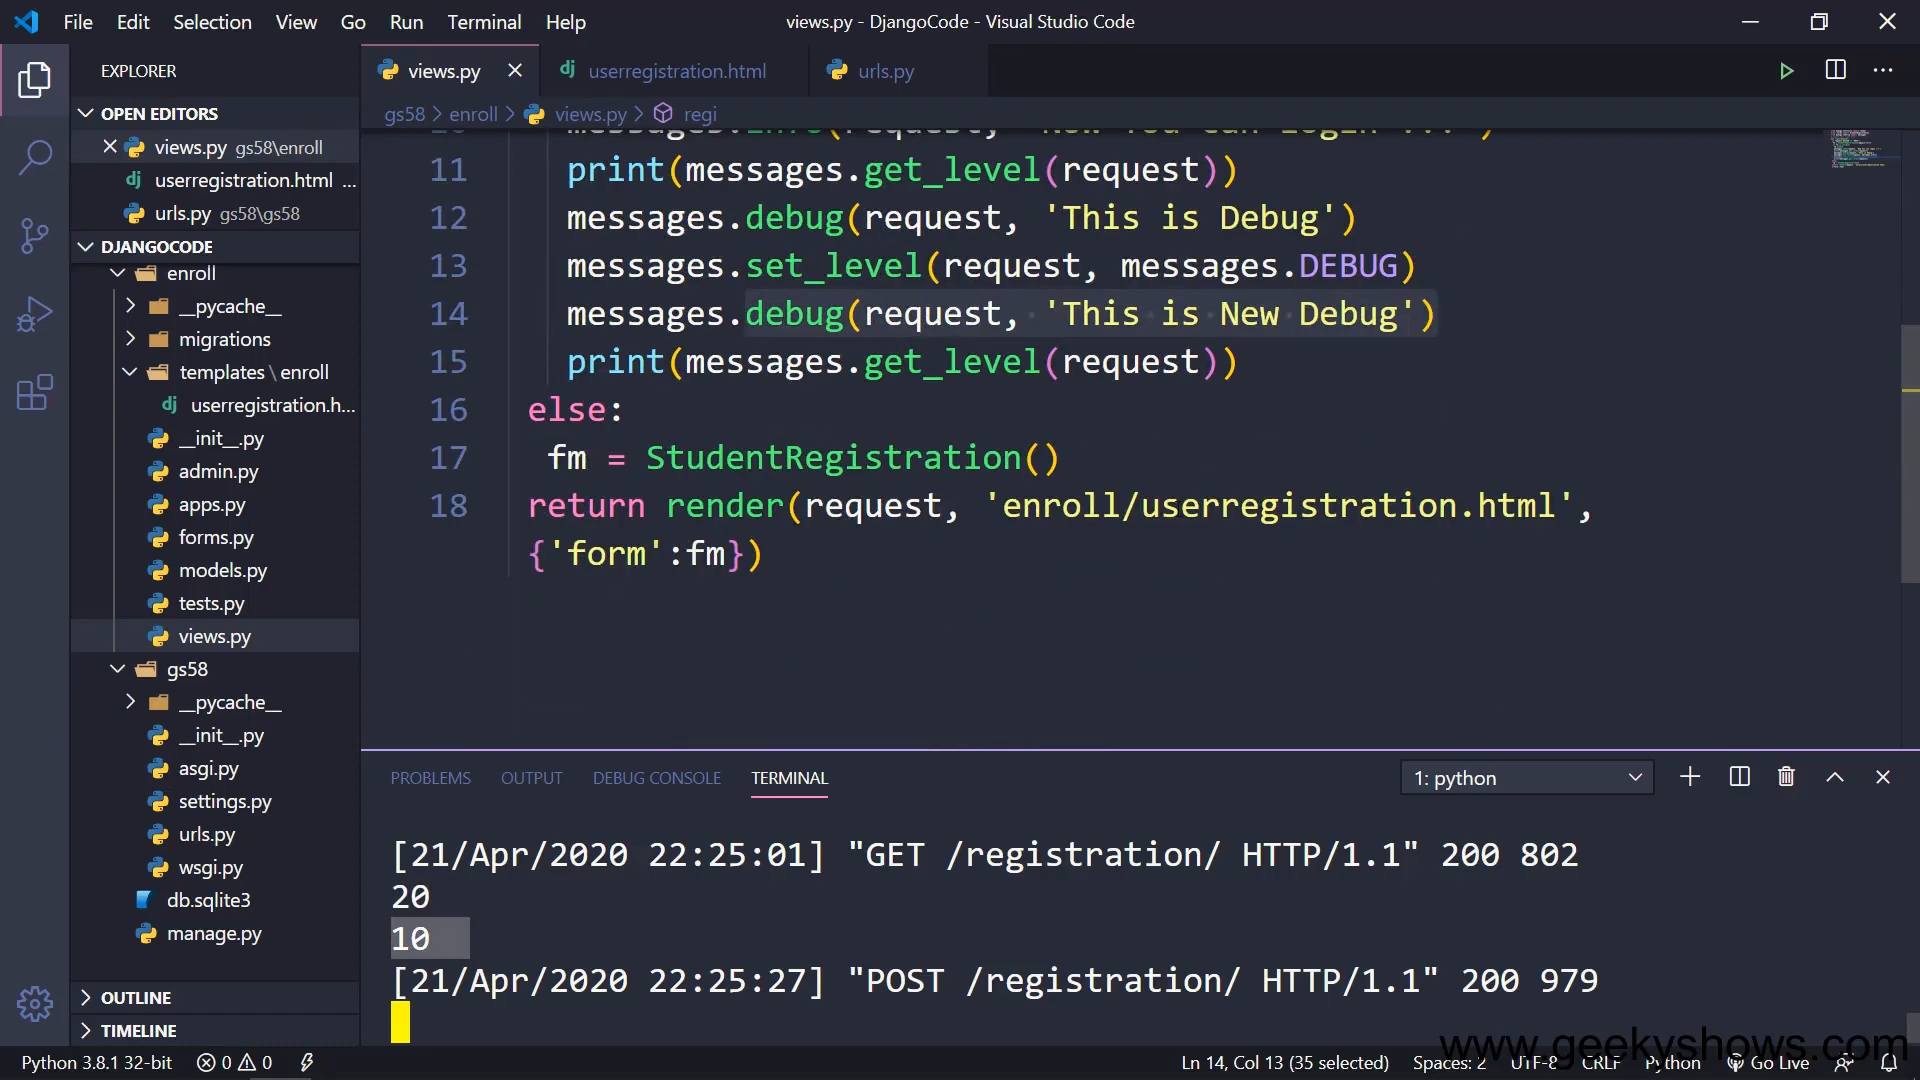 File Edit Selection View Go Run Terminal Help
views.py - DjangoCode - Visual Studio Code
EXPLORER
OPEN EDITORS
views.py gs58\enroll
userregistration.html ...
urls.py gs58\gs58
DJANGOCODE
enroll
__pycache__
migrations
templates \ enroll
userregistration.h...
__init__.py
admin.py
apps.py
forms.py
models.py
tests.py
views.py
gs58
__pycache__
__init__.py
asgi.py
settings.py
urls.py
wsgi.py
db.sqlite3
manage.py
OUTLINE
TIMELINE
views.py userregistration.html urls.py
gs58 > enroll > views.py > regi
10 messages.info(request, 'Now You can login !!!')
11 print(messages.get_level(request))
12 messages.debug(request, 'This is Debug')
13 messages.set_level(request, messages.DEBUG)
14 messages.debug(request, 'This is New Debug')
15 print(messages.get_level(request))
16 else:
17 fm = StudentRegistration()
18 return render(request, 'enroll/userregistration.html',
{'form':fm})
PROBLEMS OUTPUT DEBUG CONSOLE TERMINAL
1: python
[21/Apr/2020 22:25:01] "GET /registration/ HTTP/1.1" 200 802
20
10
[21/Apr/2020 22:25:27] "POST /registration/ HTTP/1.1" 200 979
www.geekyshows.com
Python 3.8.1 32-bit 0 0 Ln 14, Col 13 (35 selected) Spaces: 2 UTF-8 CRLF Python Go Live